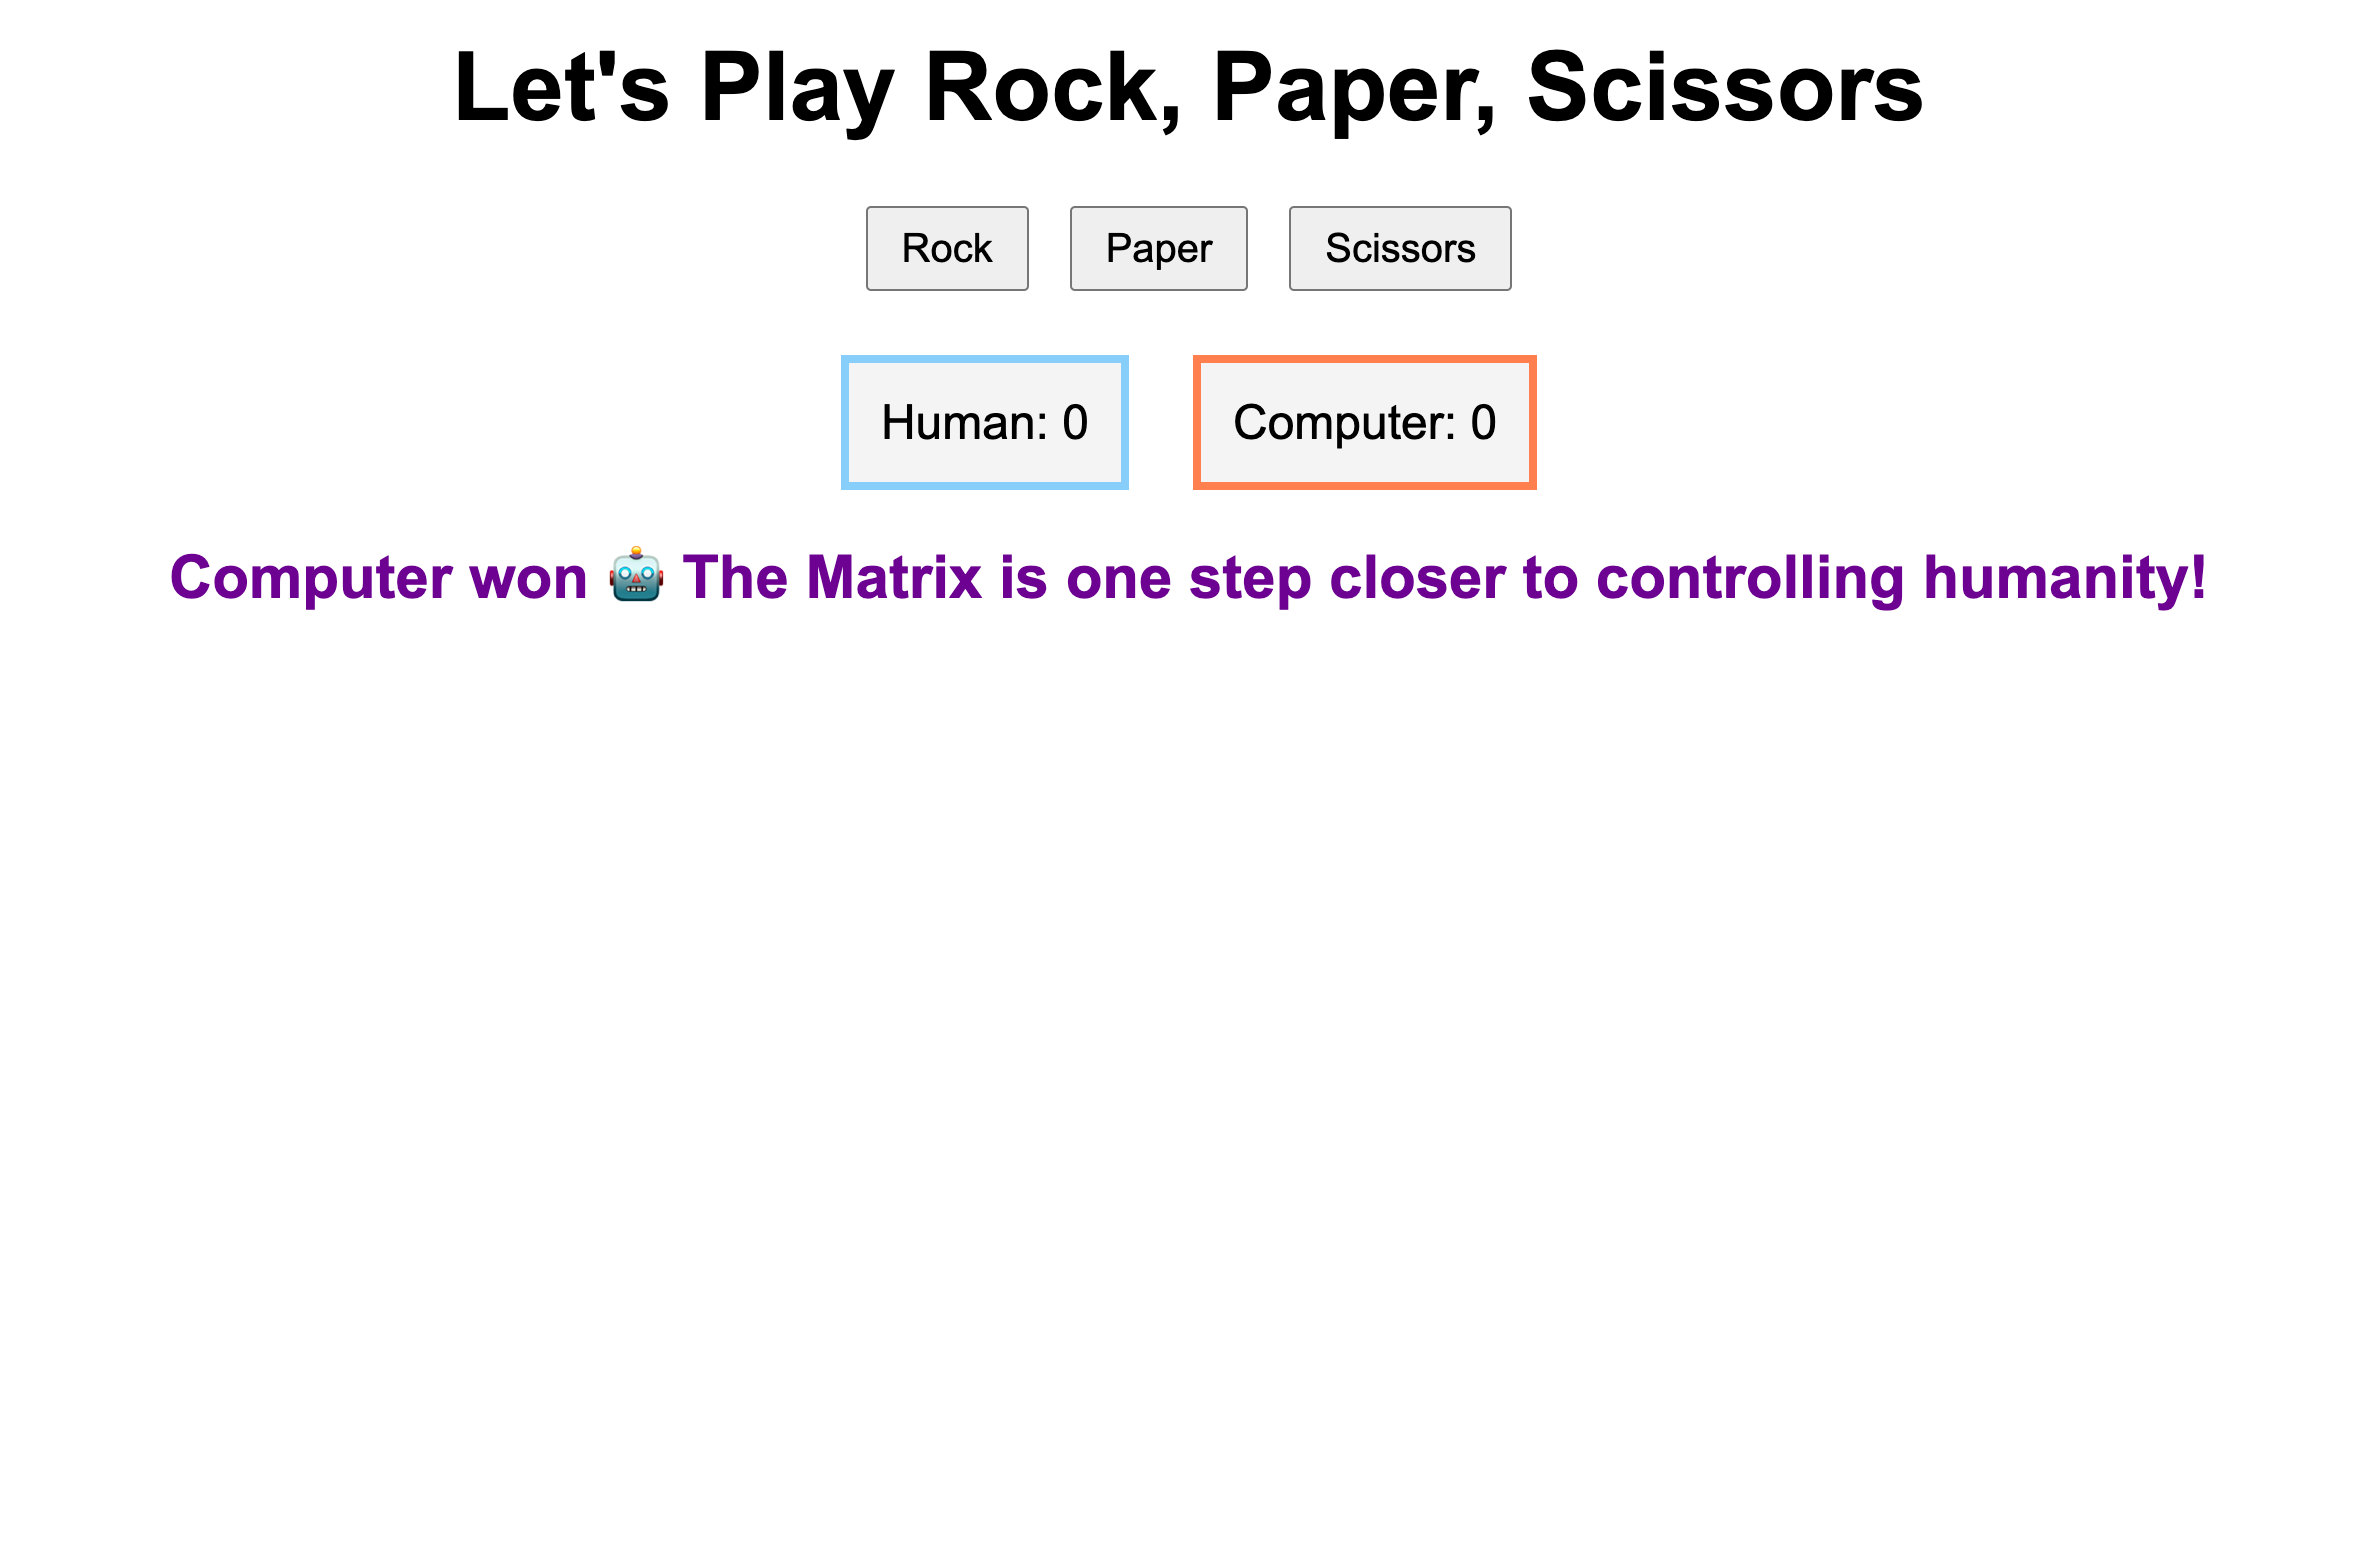 Let's Play Rock, Paper, Scissors
Rock Paper Scissors
Human: 0 Computer: 0
Computer won 🤖 The Matrix is one step closer to controlling humanity!